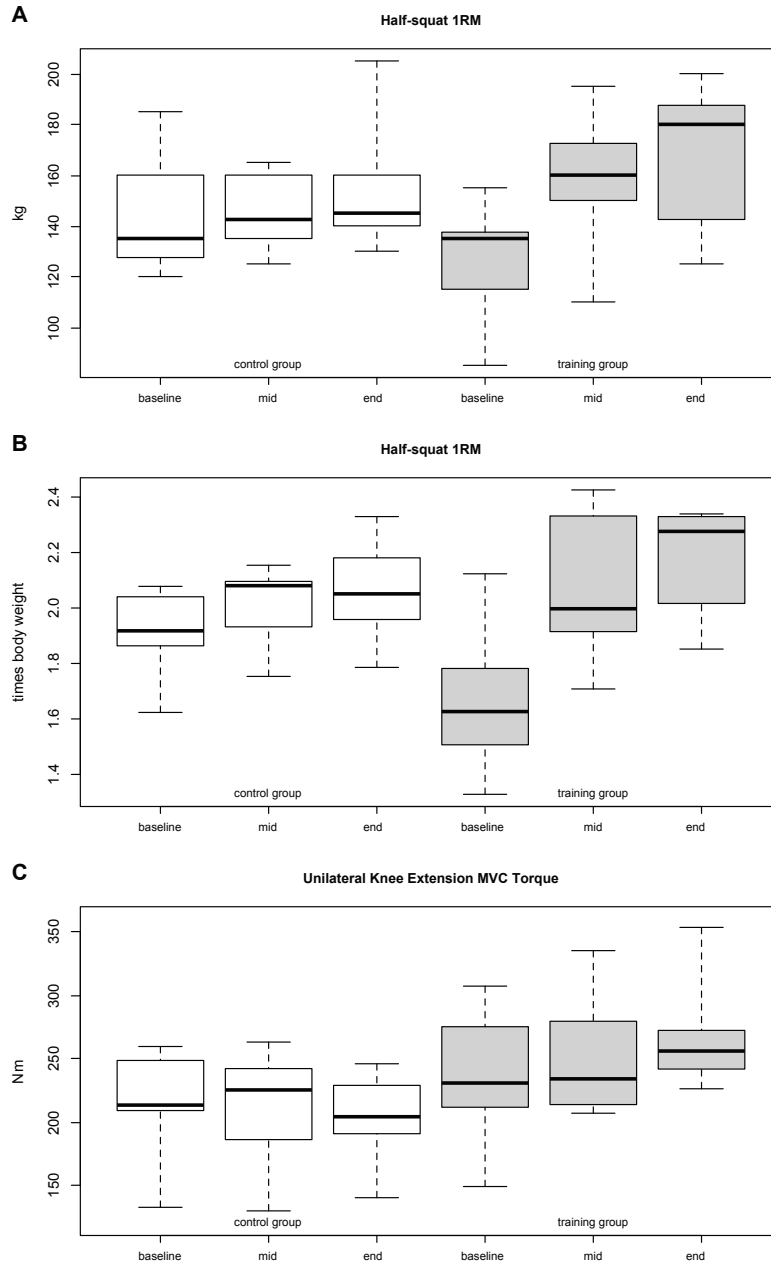 A
Half-squat 1RM
kg
200
180
160
140
120
100
control group
training group
baseline
mid
end
baseline
mid
end
B
Half-squat 1RM
times body weight
2.4
2.2
2.0
1.8
1.6
1.4
control group
training group
baseline
mid
end
baseline
mid
end
C
Unilateral Knee Extension MVC Torque
Nm
350
300
250
200
150
control group
training group
baseline
mid
end
baseline
mid
end